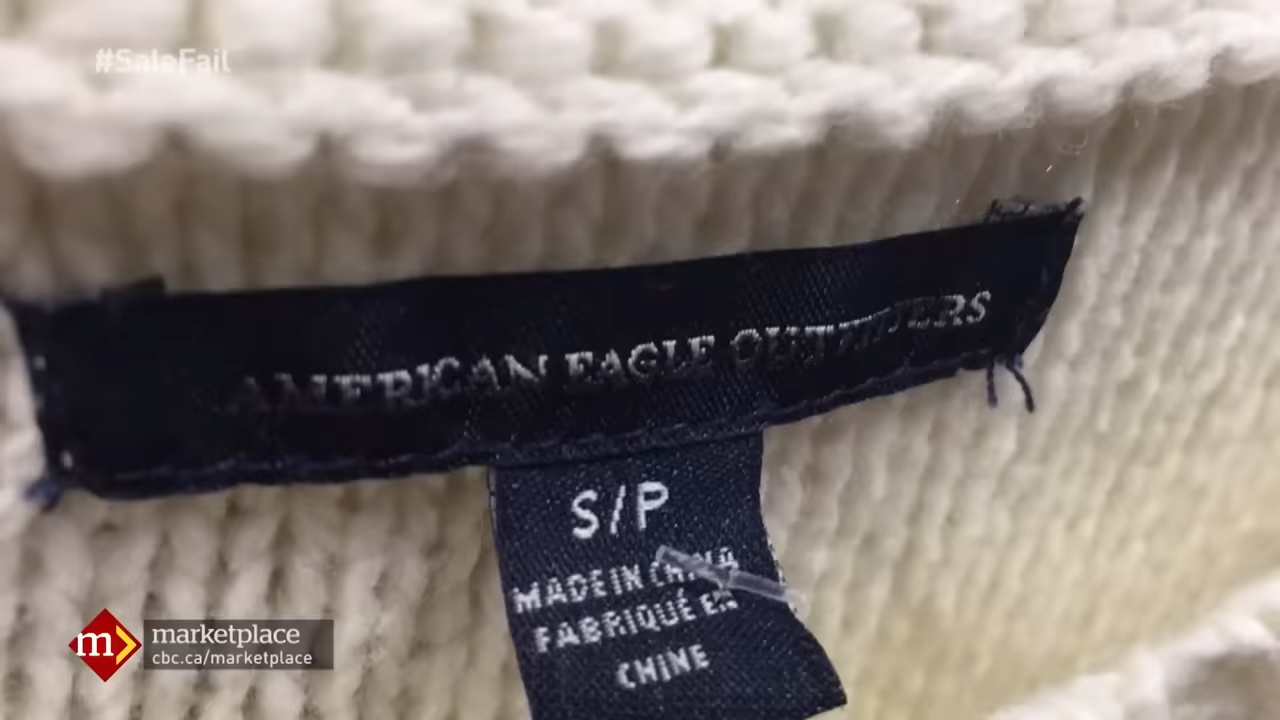 #SaleFail
AMERICAN EAGLE OUTFITTERS
S/P
MADE IN CHINA
FABRIQUÉ EN
CHINE
m
marketplace
cbc.ca/marketplace